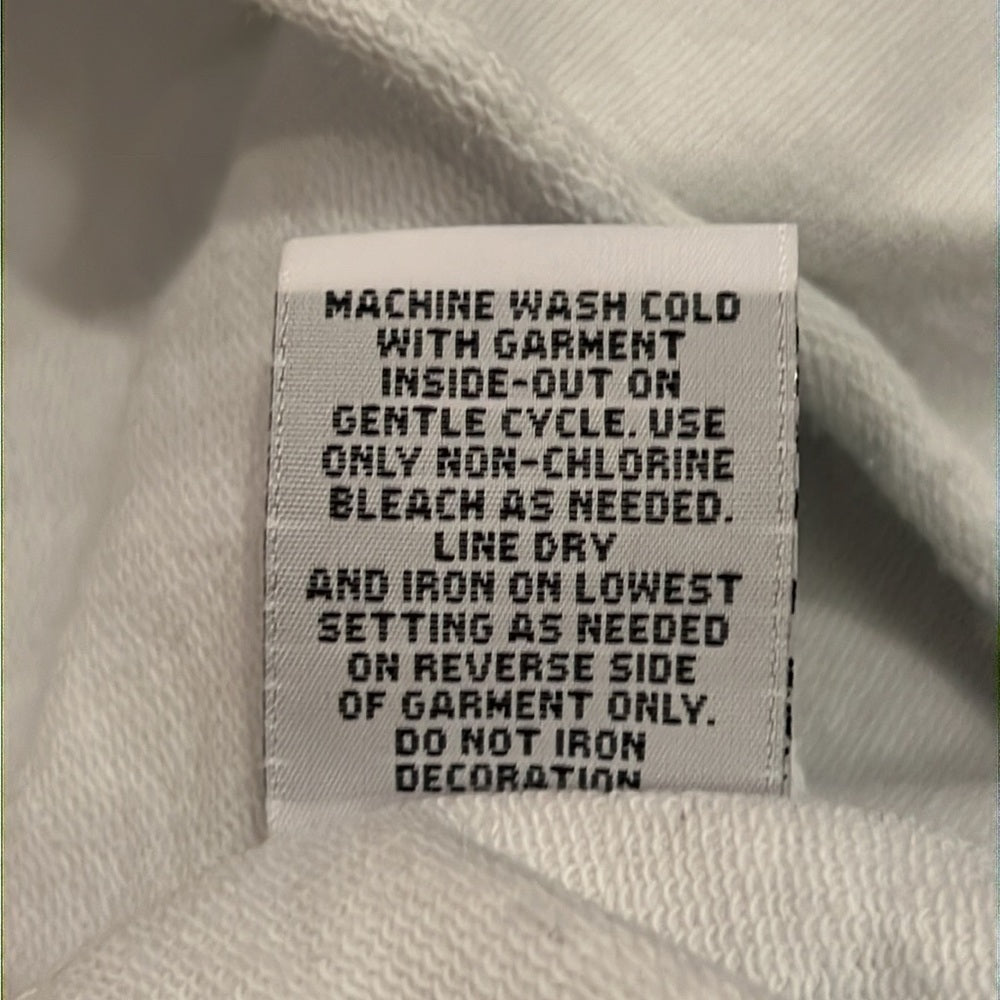 MACHINE WASH COLD
WITH GARMENT
INSIDE-OUT ON
GENTLE CYCLE. USE
ONLY NON-CHLORINE
BLEACH AS NEEDED.
LINE DRY
AND IRON ON LOWEST
SETTING AS NEEDED
ON REVERSE SIDE
OF GARMENT ONLY.
DO NOT IRON
DECORATION